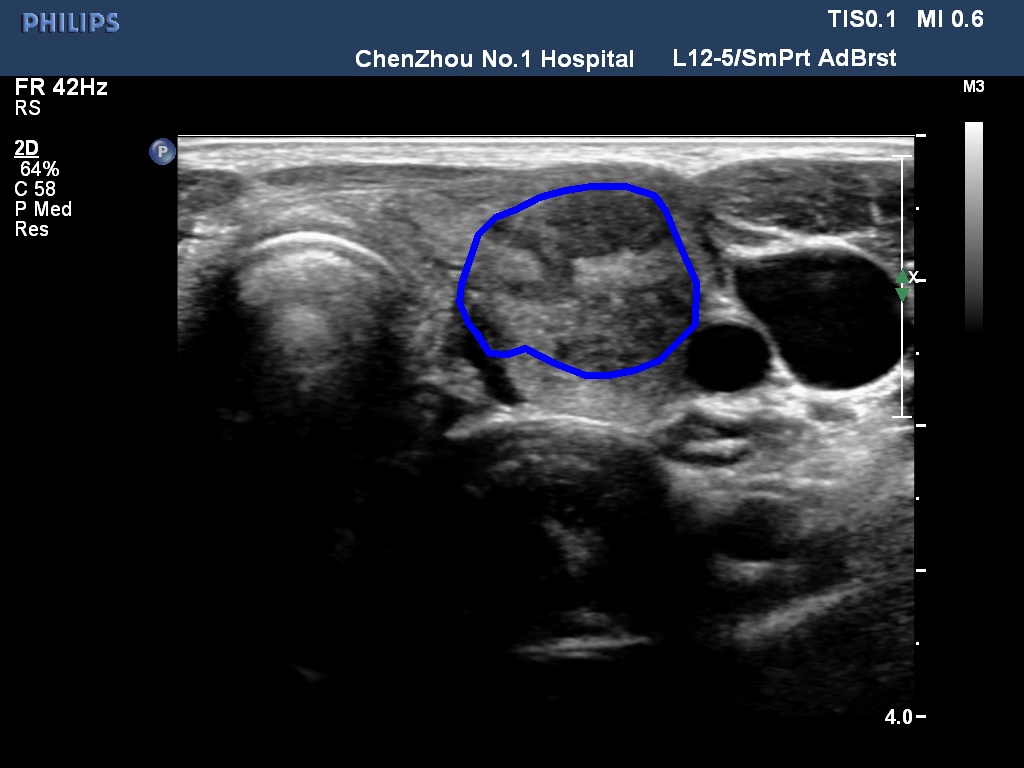 PHILIPS
TIS0.1 MI 0.6
ChenZhou No.1 Hospital L12-5/SmPrt AdBrst
FR 42Hz
RS
M3
2D
64%
C 58
P Med
Res
P
X
4.0